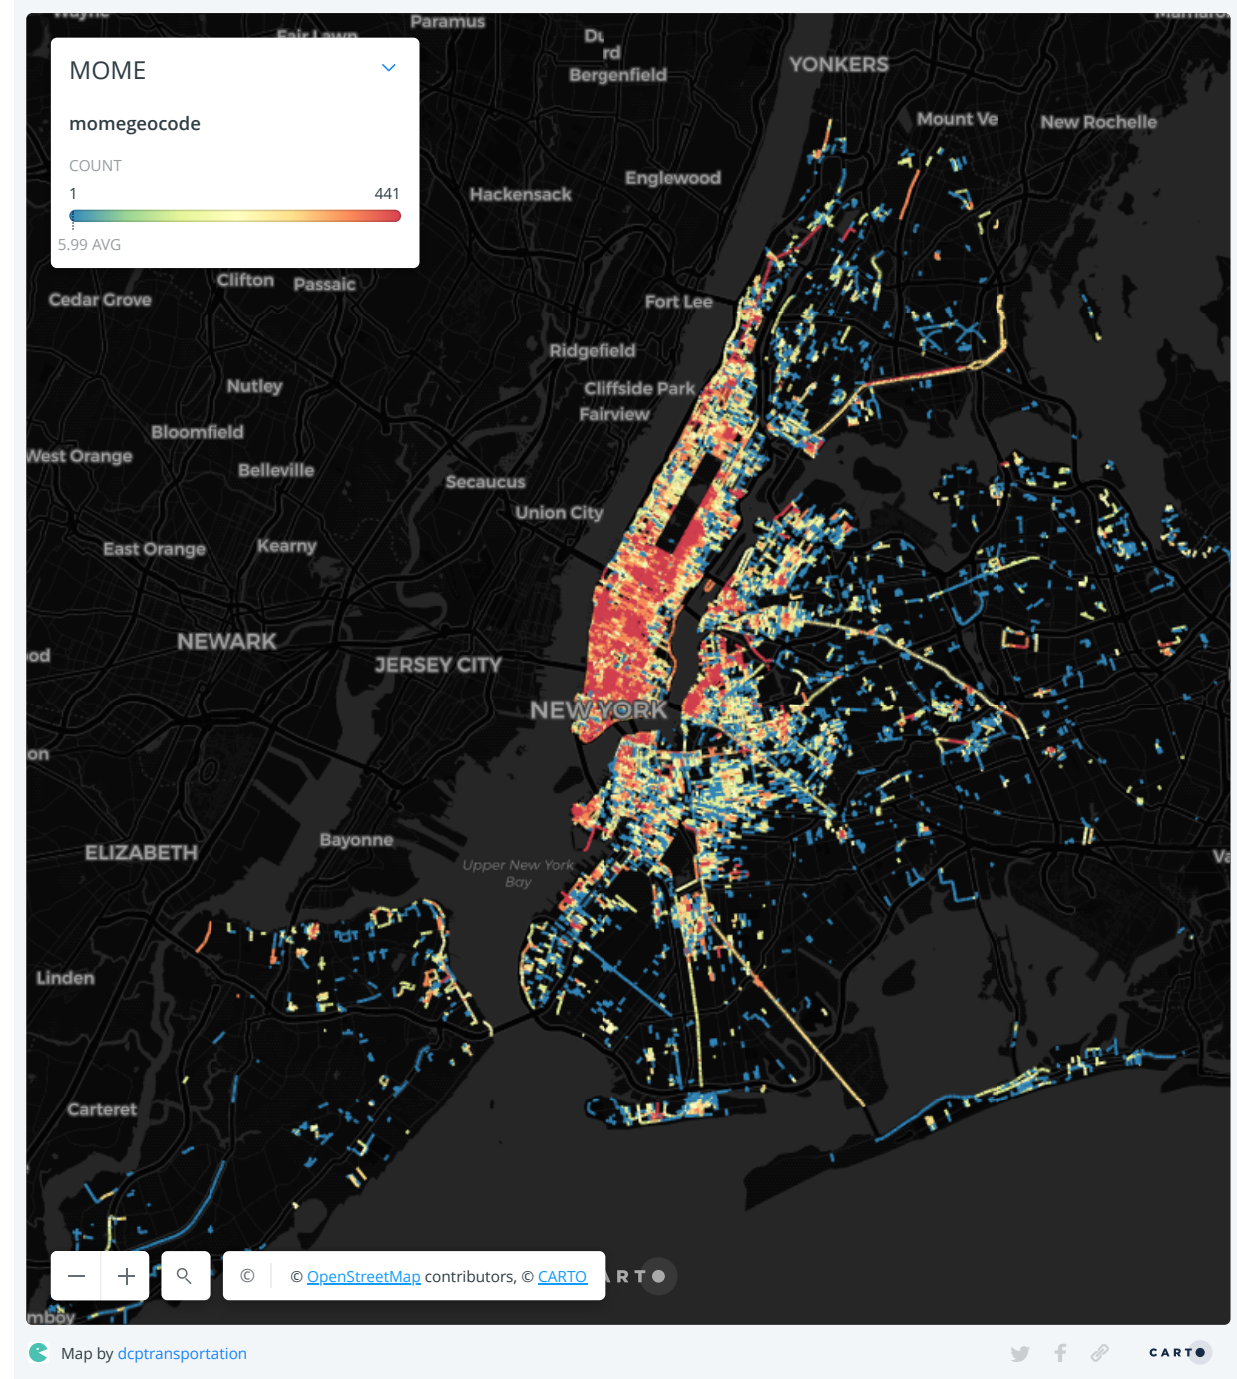 Paramus
Fair Lawn
Bergenfield
YONKERS
MOME
momegeocode
COUNT
1 441
5.99 AVG
Mount Ve
New Rochelle
Englewood
Hackensack
Clifton
Passaic
Cedar Grove
Fort Lee
Ridgefield
Nutley
Cliffside Park
Fairview
Bloomfield
West Orange
Belleville
Secaucus
Union City
East Orange
Kearny
NEWARK
JERSEY CITY
NEW YORK
ELIZABETH
Bayonne
Upper New York
Bay
Linden
Carteret
© © OpenStreetMap contributors, © CARTO
Map by dcptransportation
CARTO